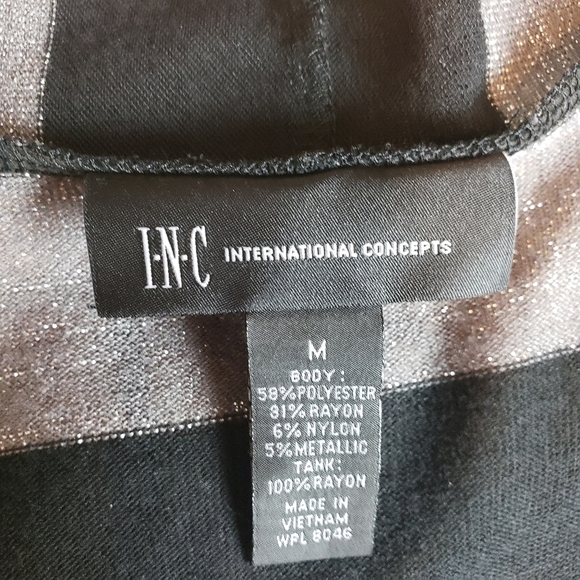 I·N·C INTERNATIONAL CONCEPTS
M
BODY:
58%POLYESTER
31%RAYON
6%NYLON
5%METALLIC
TANK:
100%RAYON
MADE IN
VIETNAM
WPL 8046